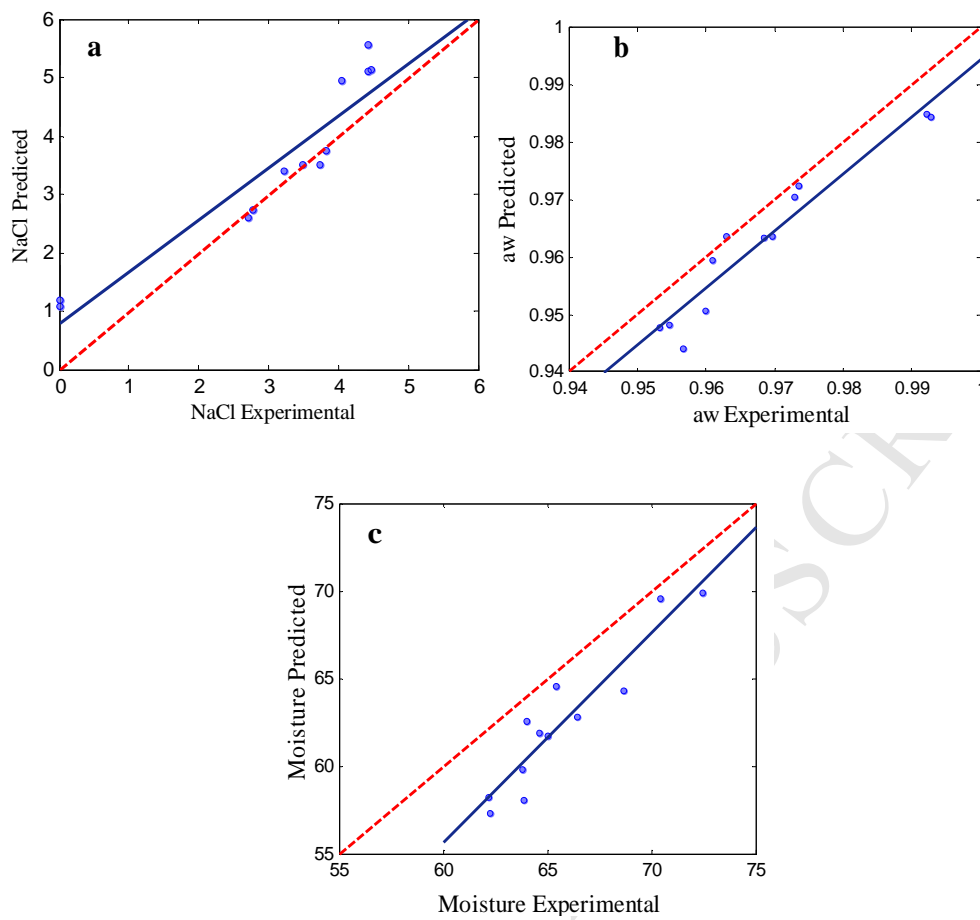 a
NaCl Predicted
6
5
4
3
2
1
0
0 1 2 3 4 5 6
NaCl Experimental
b
aw Predicted
1
0.99
0.98
0.97
0.96
0.95
0.94
0.94 0.95 0.96 0.97 0.98 0.99
aw Experimental
c
Moisture Predicted
75
70
65
60
55
55 60 65 70 75
Moisture Experimental
SCR